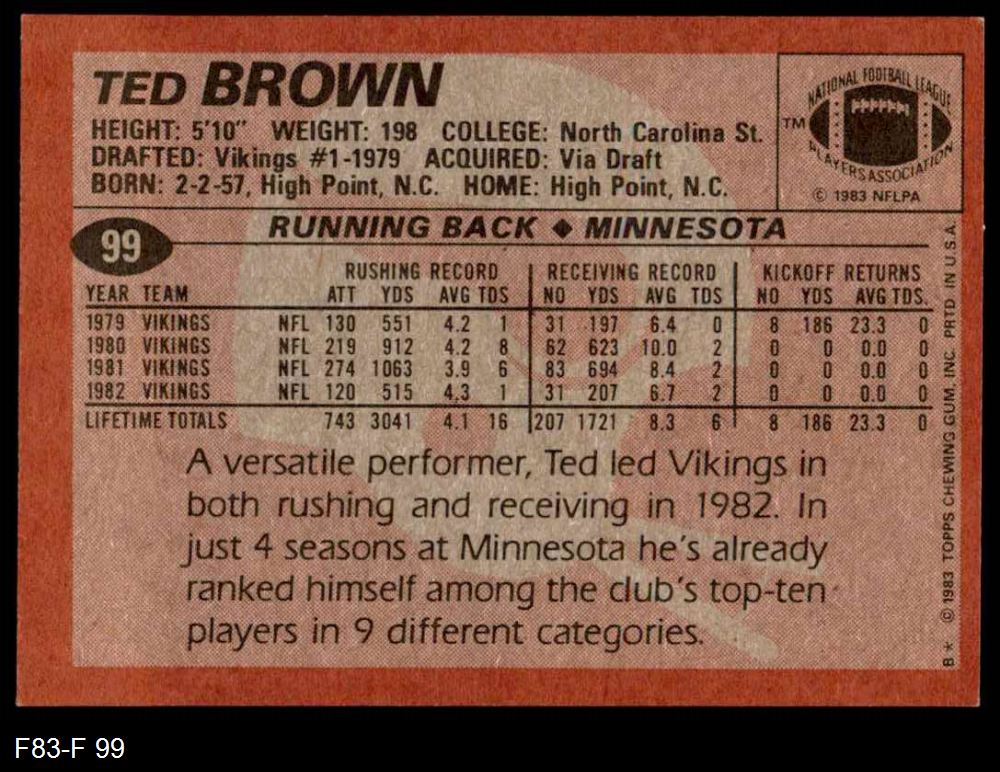 TED BROWN
HEIGHT: 5'10" WEIGHT: 198 COLLEGE: North Carolina St.
DRAFTED: Vikings #1-1979 ACQUIRED: Via Draft
BORN: 2-2-57, High Point, N.C. HOME: High Point, N.C.
NATIONAL FOOTBALL LEAGUE
TM
PLAYERS ASSOCIATION
© 1983 NFLPA
99
RUNNING BACK ♦ MINNESOTA
RUSHING RECORD RECEIVING RECORD KICKOFF RETURNS
YEAR TEAM ATT YDS AVG TDS NO YDS AVG TDS NO YDS AVG TDS.
1979 VIKINGS NFL 130 551 4.2 1 31 197 6.4 0 8 186 23.3 0
1980 VIKINGS NFL 219 912 4.2 8 62 623 10.0 2 0 0 0.0 0
1981 VIKINGS NFL 274 1063 3.9 6 83 694 8.4 2 0 0 0.0 0
1982 VIKINGS NFL 120 515 4.3 1 31 207 6.7 2 0 0 0.0 0
LIFETIME TOTALS 743 3041 4.1 16 207 1721 8.3 6 8 186 23.3 0
A versatile performer, Ted led Vikings in
both rushing and receiving in 1982. In
just 4 seasons at Minnesota he's already
ranked himself among the club's top-ten
players in 9 different categories.
B* © 1983 TOPPS CHEWING GUM, INC. PRTD IN U.S.A.
F83-F 99